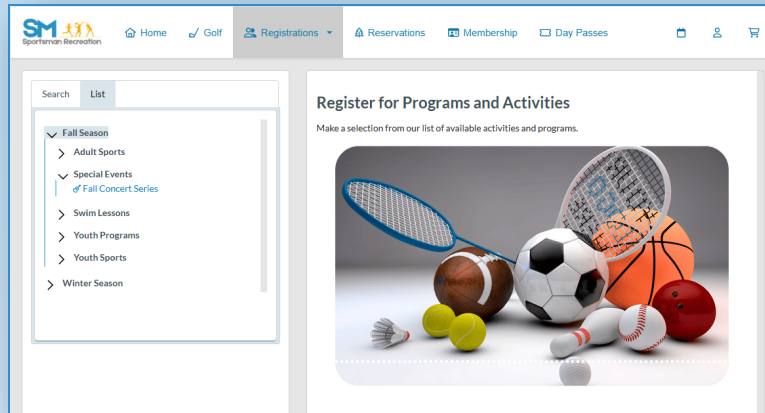 SM
Sportsman Recreation
Home
Golf
Registrations
Reservations
Membership
Day Passes
Search
List
Fall Season
Adult Sports
Special Events
Fall Concert Series
Swim Lessons
Youth Programs
Youth Sports
Winter Season
Register for Programs and Activities
Make a selection from our list of available activities and programs.